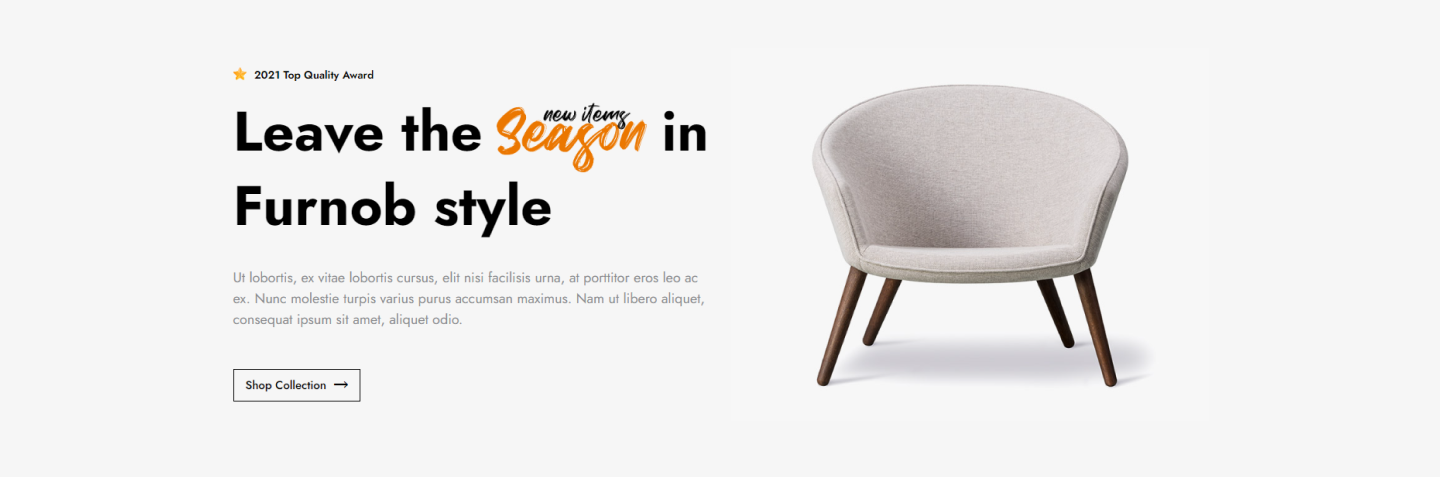 2021 Top Quality Award
Leave the new items Season in
Furnob style
Ut lobortis, ex vitae lobortis cursus, elit nisi facilisis urna, at porttitor eros leo ac
ex. Nunc molestie turpis varius purus accumsan maximus. Nam ut libero aliquet,
consequat ipsum sit amet, aliquet odio.
Shop Collection →